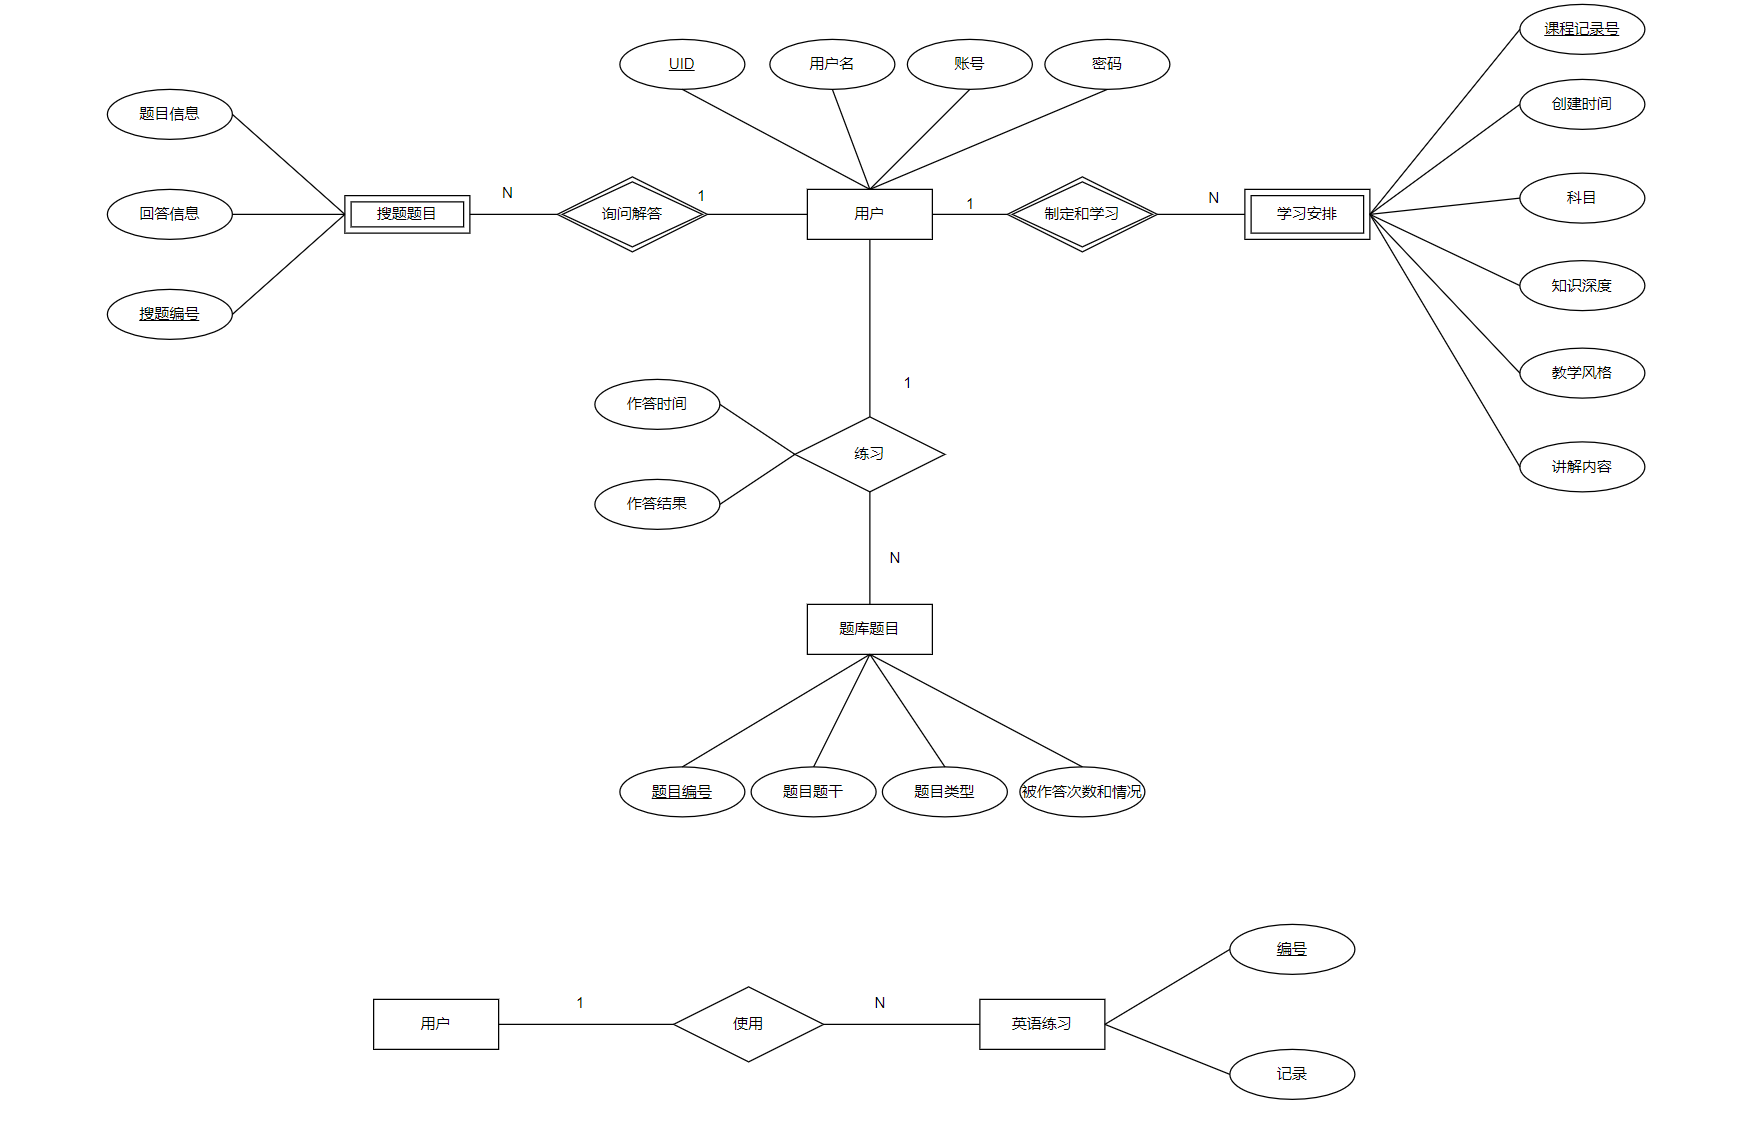 课程记录号
UID
用户名
账号
密码
创建时间
题目信息
N
1
1
N
科目
回答信息
搜题题目
询问解答
用户
制定和学习
学习安排
知识深度
搜题编号
教学风格
1
作答时间
练习
讲解内容
作答结果
N
题库题目
题目编号
题目题干
题目类型
被作答次数和情况
编号
1
N
用户
使用
英语练习
记录